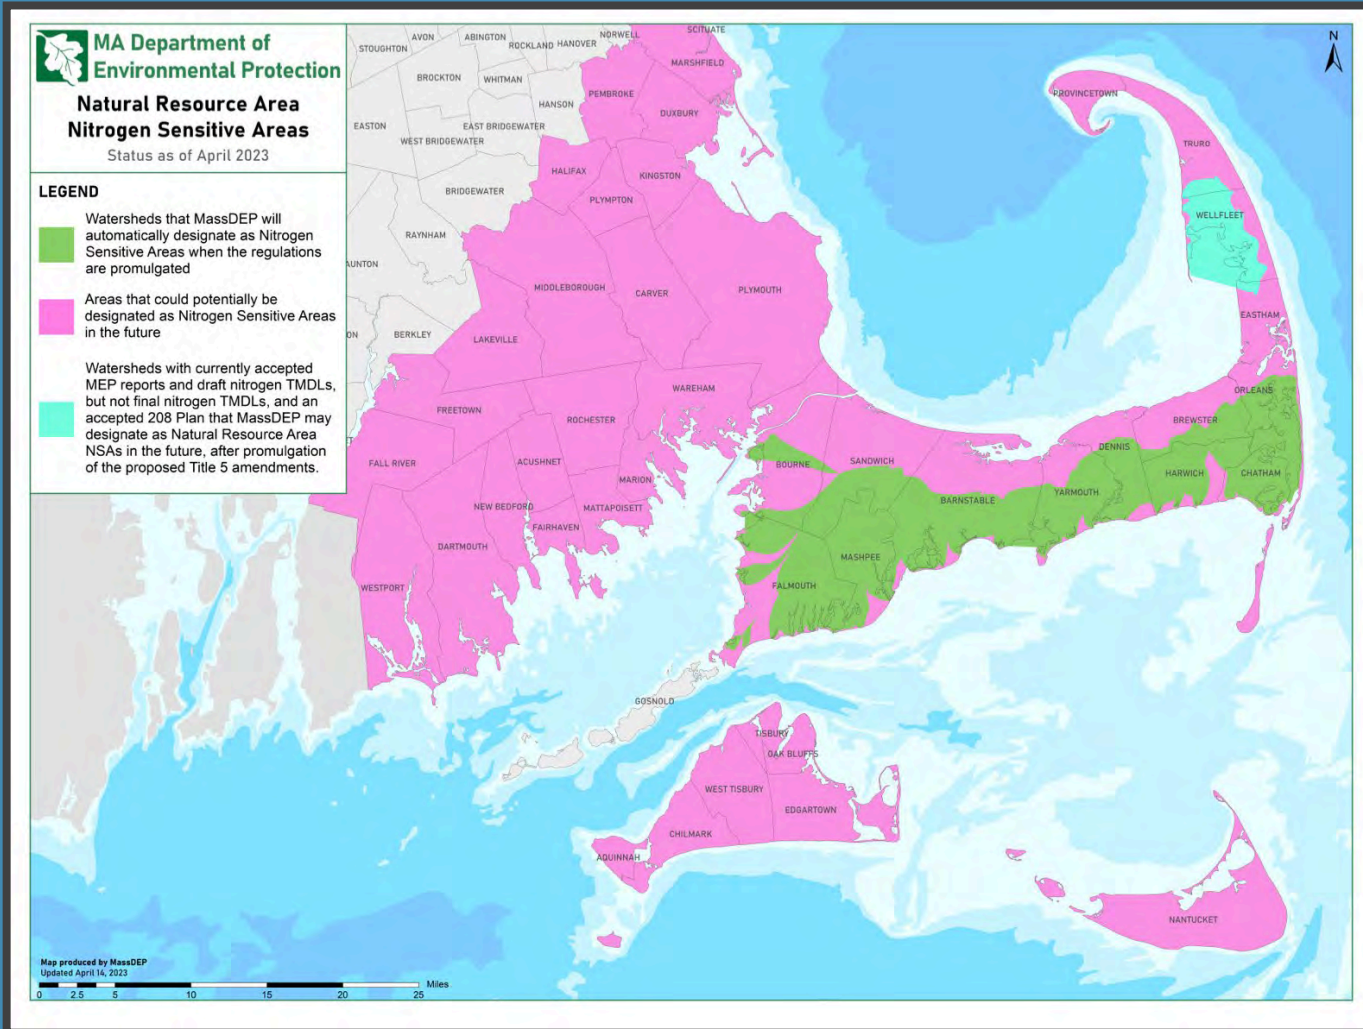 MA Department of
Environmental Protection
Natural Resource Area
Nitrogen Sensitive Areas
Status as of April 2023
LEGEND
Watersheds that MassDEP will
automatically designate as Nitrogen
Sensitive Areas when the regulations
are promulgated
Areas that could potentially be
designated as Nitrogen Sensitive Areas
in the future
Watersheds with currently accepted
MEP reports and draft nitrogen TMDLs,
but not final nitrogen TMDLs, and an
accepted 208 Plan that MassDEP may
designate as Natural Resource Area
NSAs in the future, after promulgation
of the proposed Title 5 amendments.
N
SCITUATE
NORWELL
AVON
ABINGTON
ROCKLAND
HANOVER
STOUGHTON
MARSHFIELD
BROCKTON
WHITMAN
PEMBROKE
PROVINCETOWN
HANSON
DUXBURY
EASTON
EAST BRIDGEWATER
WEST BRIDGEWATER
TRURO
HALIFAX
KINGSTON
BRIDGEWATER
PLYMPTON
WELLFLEET
RAYNHAM
AUNTON
MIDDLEBOROUGH
CARVER
PLYMOUTH
EASTHAM
ON
BERKLEY
LAKEVILLE
WAREHAM
ORLEANS
FREETOWN
ROCHESTER
BREWSTER
DENNIS
FALL RIVER
ACUSHNET
BOURNE
SANDWICH
HARWICH
CHATHAM
MARION
YARMOUTH
BARNSTABLE
NEW BEDFORD
MATTAPOISETT
FAIRHAVEN
DARTMOUTH
MASHPEE
WESTPORT
FALMOUTH
GOSNOLD
TISBURY
OAK BLUFFS
WEST TISBURY
EDGARTOWN
CHILMARK
AQUINNAH
NANTUCKET
Map produced by MassDEP
Updated April 14, 2023
Miles
0 2.5 5 10 15 20 25